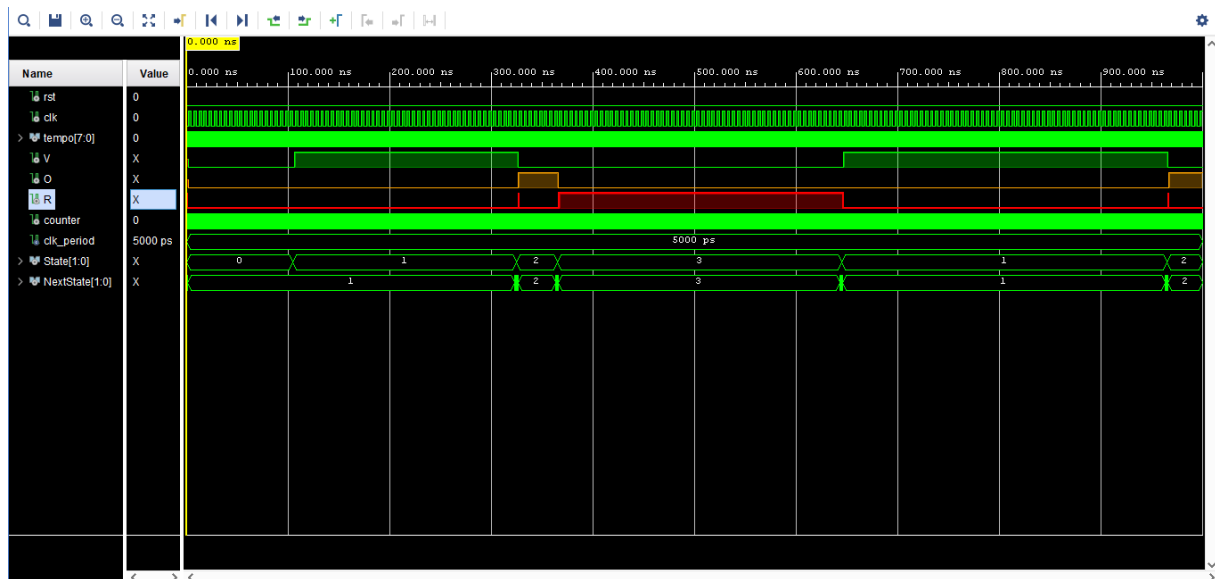 0.000 ns
Name Value 0.000 ns 100.000 ns 200.000 ns 300.000 ns 400.000 ns 500.000 ns 600.000 ns 700.000 ns 800.000 ns 900.000 ns
rst 0
clk 0
tempo[7:0] 0
V X
O X
R X
counter 0
clk_period 5000 ps 5000 ps
State[1:0] X 0 1 2 3 1 2
NextState[1:0] X 1 2 3 1 2